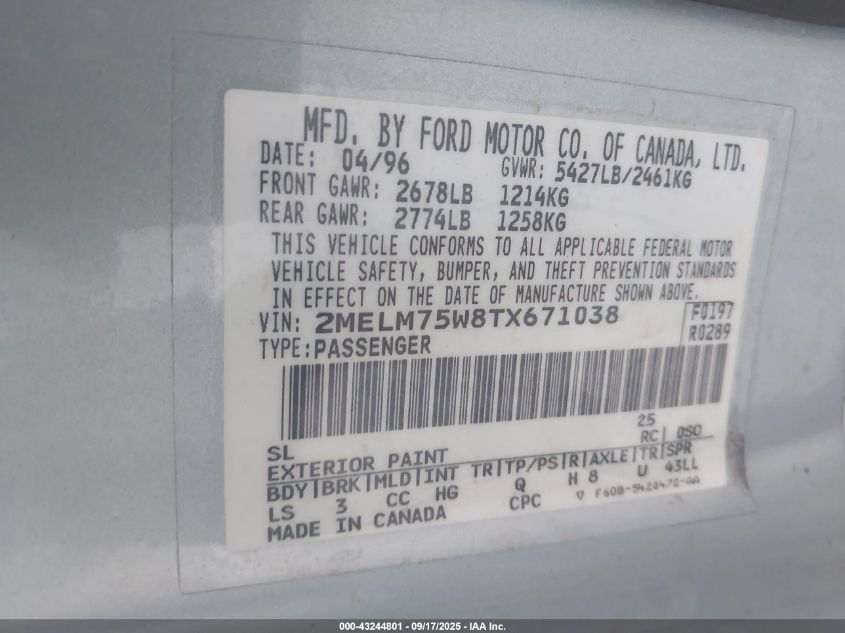 MFD. BY FORD MOTOR CO. OF CANADA, LTD.
DATE: 04/96 GVWR: 5427LB/2461KG
FRONT GAWR: 2678LB 1214KG
REAR GAWR: 2774LB 1258KG
THIS VEHICLE CONFORMS TO ALL APPLICABLE FEDERAL MOTOR
VEHICLE SAFETY, BUMPER, AND THEFT PREVENTION STANDARDS
IN EFFECT ON THE DATE OF MANUFACTURE SHOWN ABOVE.
VIN: 2MELM75W8TX671038 F0197
TYPE: PASSENGER R0289
25
SL RC| DSO
EXTERIOR PAINT
BDY|BRK|MLD|INT TR|TP/PS|R|AXLE|TR|SPR
LS 3 CC HG Q H 8 U 43LL
MADE IN CANADA CPC ▽ F60B-5420472-AA
000-43244801 - 09/17/2025 - IAA Inc.